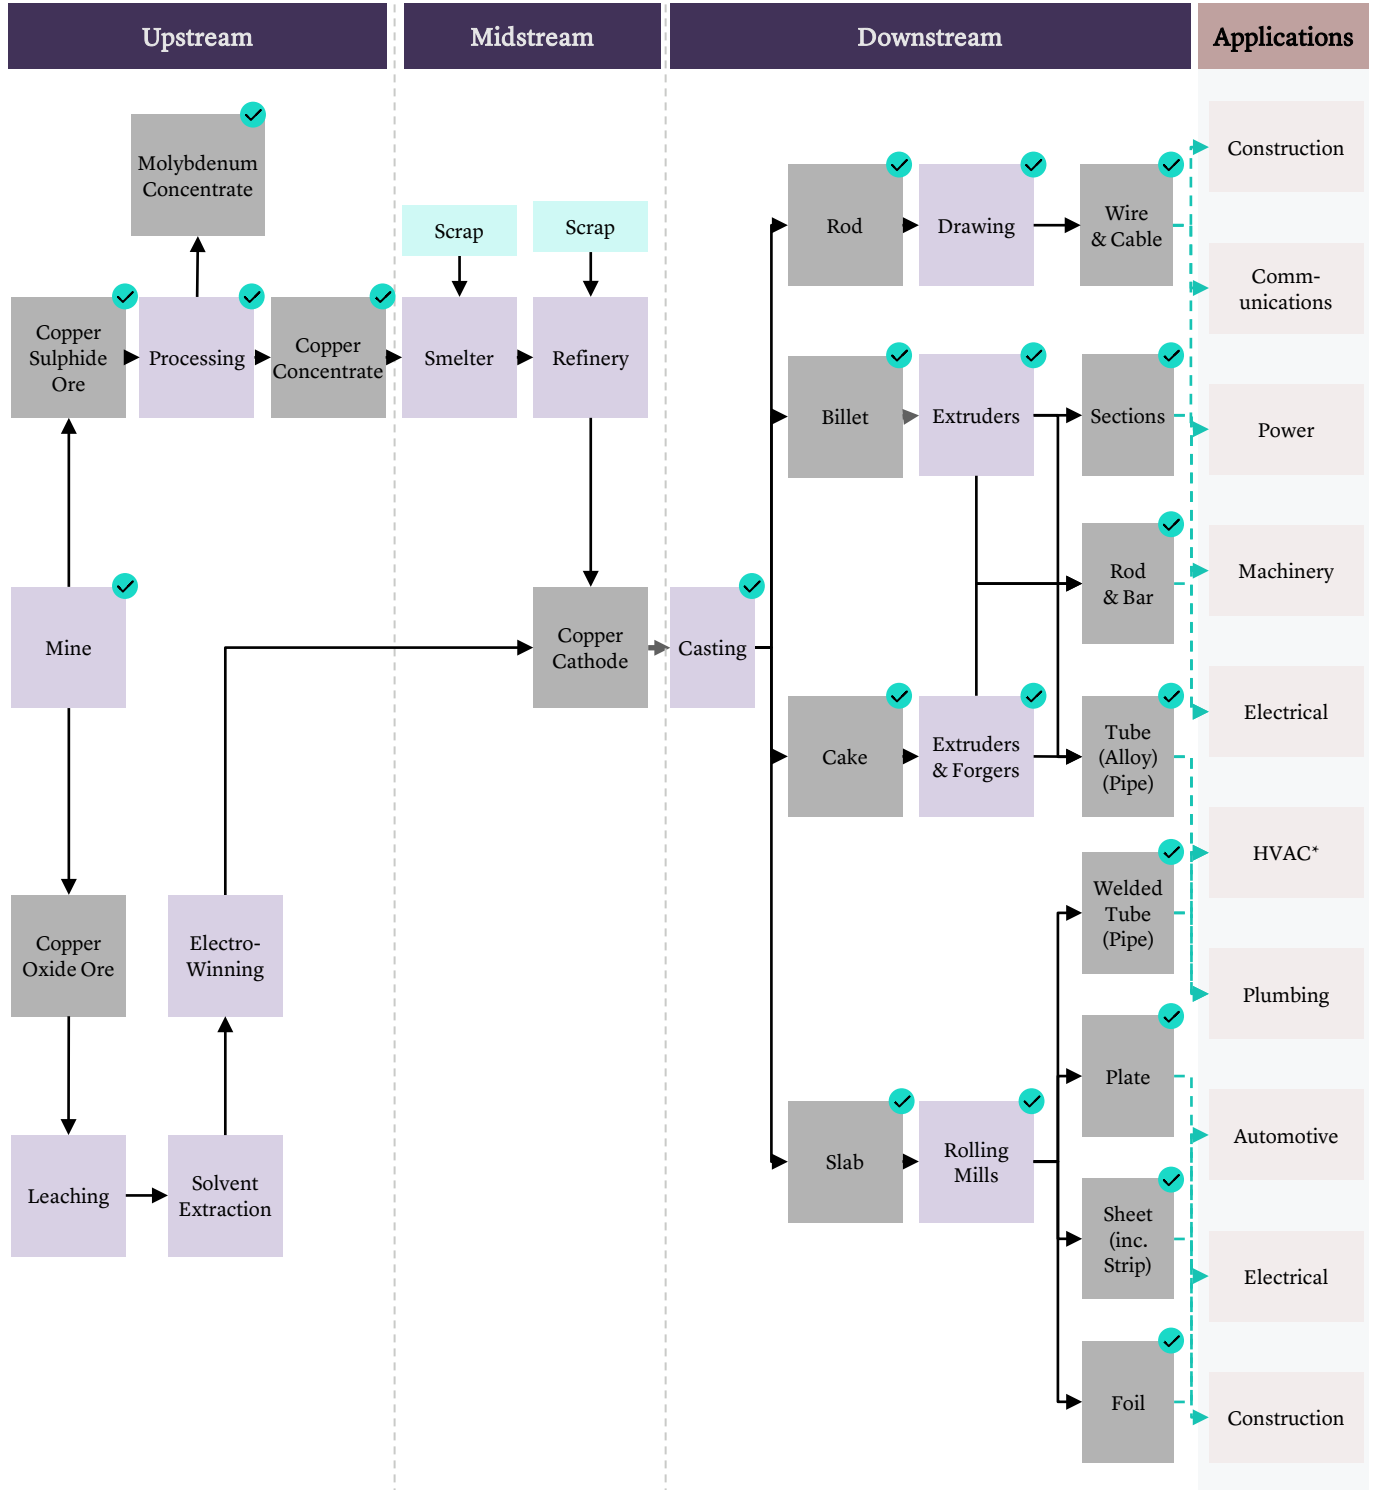 Upstream
Midstream
Downstream
Applications
Molybdenum
Concentrate
Copper
Sulphide
Ore
Processing
Copper
Concentrate
Mine
Copper
Oxide Ore
Electro-
Winning
Leaching
Solvent
Extraction
Scrap
Scrap
Smelter
Refinery
Copper
Cathode
Casting
Rod
Drawing
Wire
& Cable
Billet
Extruders
Sections
Rod
& Bar
Cake
Extruders
& Forgers
Tube
(Alloy)
(Pipe)
Welded
Tube
(Pipe)
Plate
Slab
Rolling
Mills
Sheet
(inc.
Strip)
Foil
Construction
Comm-
unications
Power
Machinery
Electrical
HVAC*
Plumbing
Automotive
Electrical
Construction